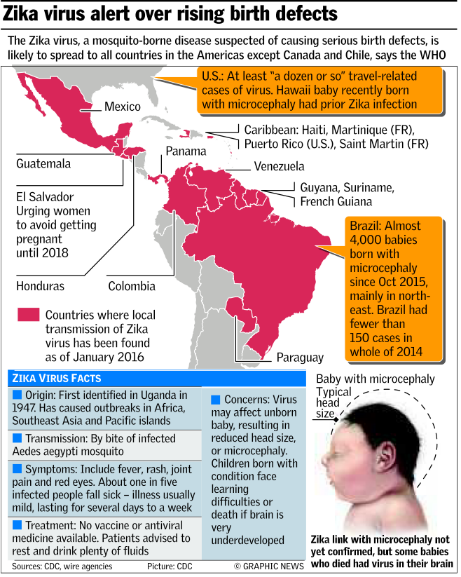 Zika virus alert over rising birth defects
The Zika virus, a mosquito-borne disease suspected of causing serious birth defects, is
likely to spread to all countries in the Americas except Canada and Chile, says the WHO
U.S.: At least “a dozen or so” travel-related
cases of virus. Hawaii baby recently born
with microcephaly had prior Zika infection
Mexico
Caribbean: Haiti, Martinique (FR),
Puerto Rico (U.S.), Saint Martin (FR)
Panama
Guatemala
Venezuela
El Salvador
Urging women
to avoid getting
pregnant
until 2018
Guyana, Suriname,
French Guiana
Brazil: Almost
4,000 babies
born with
microcephaly
since Oct 2015,
mainly in north-
east. Brazil had
fewer than
150 cases in
whole of 2014
Honduras
Colombia
Countries where local
transmission of Zika
virus has been found
as of January 2016
Paraguay
ZIKA VIRUS FACTS
Origin: First identified in Uganda in
1947. Has caused outbreaks in Africa,
Southeast Asia and Pacific islands
Transmission: By bite of infected
Aedes aegypti mosquito
Symptoms: Include fever, rash, joint
pain and red eyes. About one in five
infected people fall sick – illness usually
mild, lasting for several days to a week
Treatment: No vaccine or antiviral
medicine available. Patients advised to
rest and drink plenty of fluids
Concerns: Virus
may affect unborn
baby, resulting in
reduced head size,
or microcephaly.
Children born with
condition face
learning
difficulties or
death if brain is
very
underdeveloped
Baby with microcephaly
Typical
head
size
Zika link with microcephaly not
yet confirmed, but some babies
who died had virus in their brain
Sources: CDC, wire agencies
Picture: CDC
© GRAPHIC NEWS